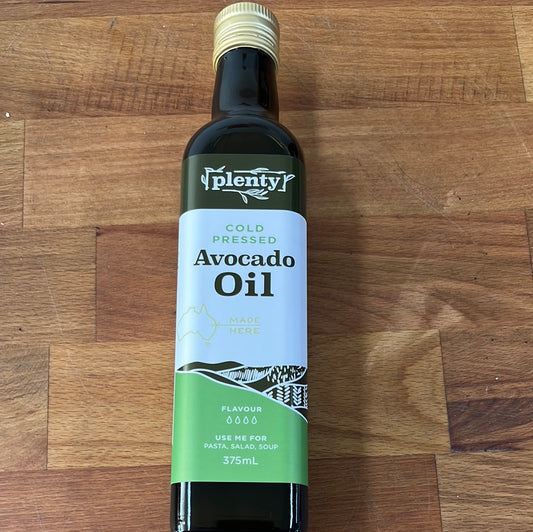 plenty
COLD
PRESSED
Avocado
Oil
MADE
HERE
FLAVOUR
USE ME FOR
PASTA, SALAD, SOUP
375mL